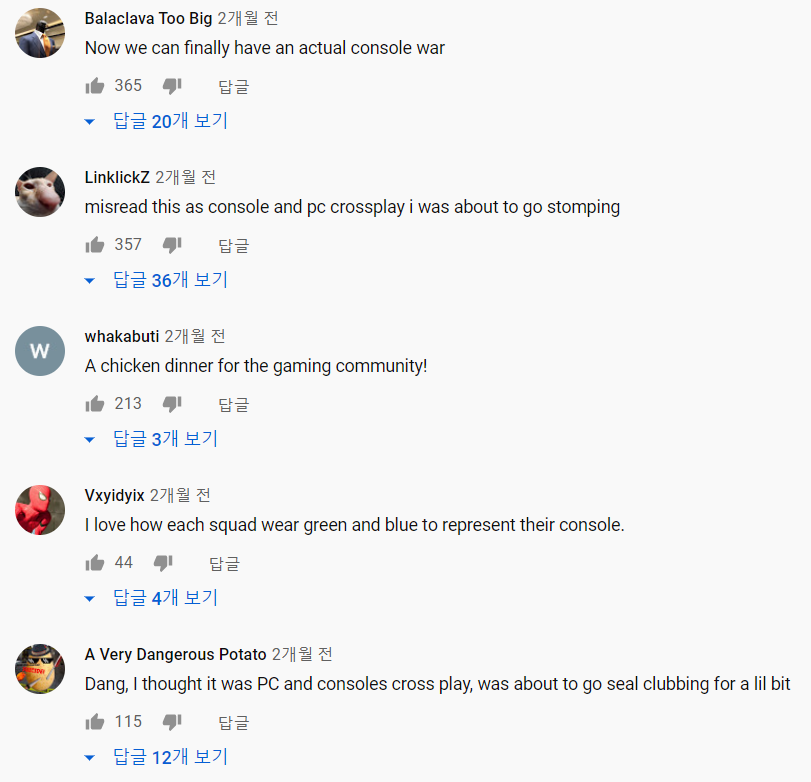 Balaclava Too Big 2개월 전
Now we can finally have an actual console war
365 답글
답글 20개 보기
LinklickZ 2개월 전
misread this as console and pc crossplay i was about to go stomping
357 답글
답글 36개 보기
W
whakabuti 2개월 전
A chicken dinner for the gaming community!
213 답글
답글 3개 보기
Vxyidyix 2개월 전
I love how each squad wear green and blue to represent their console.
44 답글
답글 4개 보기
A Very Dangerous Potato 2개월 전
Dang, I thought it was PC and consoles cross play, was about to go seal clubbing for a lil bit
115 답글
답글 12개 보기